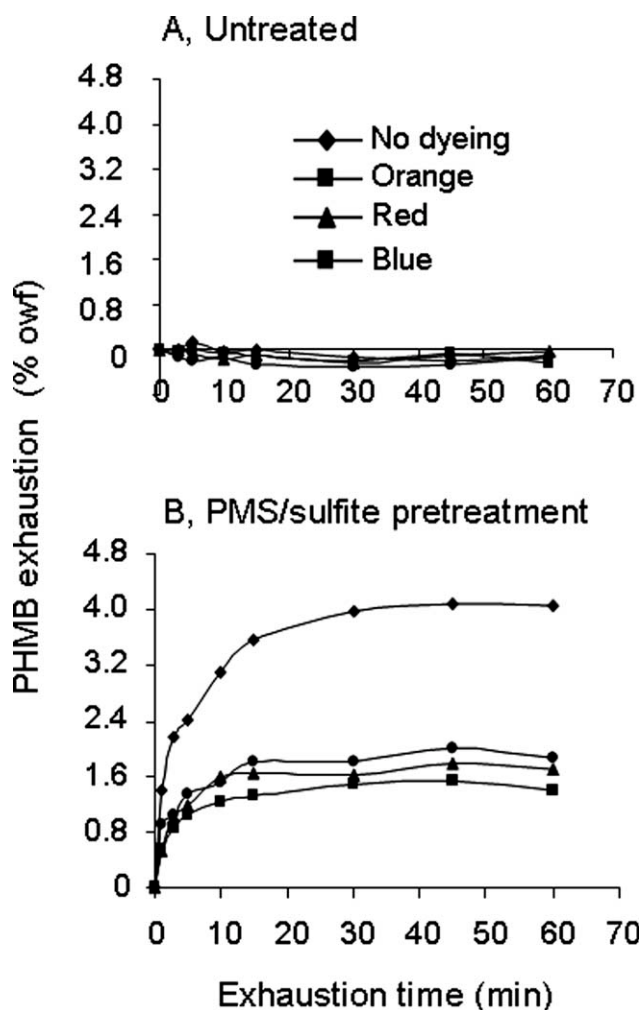 A, Untreated
4.8
4.0
3.2
2.4
1.6
0.8
0
No dyeing
Orange
Red
Blue
0 10 20 30 40 50 60 70
PHMB exhaustion (% owf)
B, PMS/sulfite pretreatment
4.8
4.0
3.2
2.4
1.6
0.8
0
0 10 20 30 40 50 60 70
Exhaustion time (min)